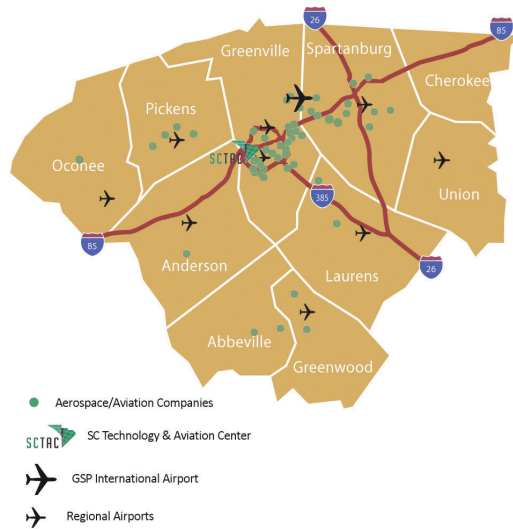 26
85
Greenville
Spartanburg
Cherokee
Pickens
Oconee
SCTAC
Union
385
85
Anderson
Laurens
26
Abbeville
Greenwood
Aerospace/Aviation Companies
SCTAC
SC Technology & Aviation Center
GSP International Airport
Regional Airports